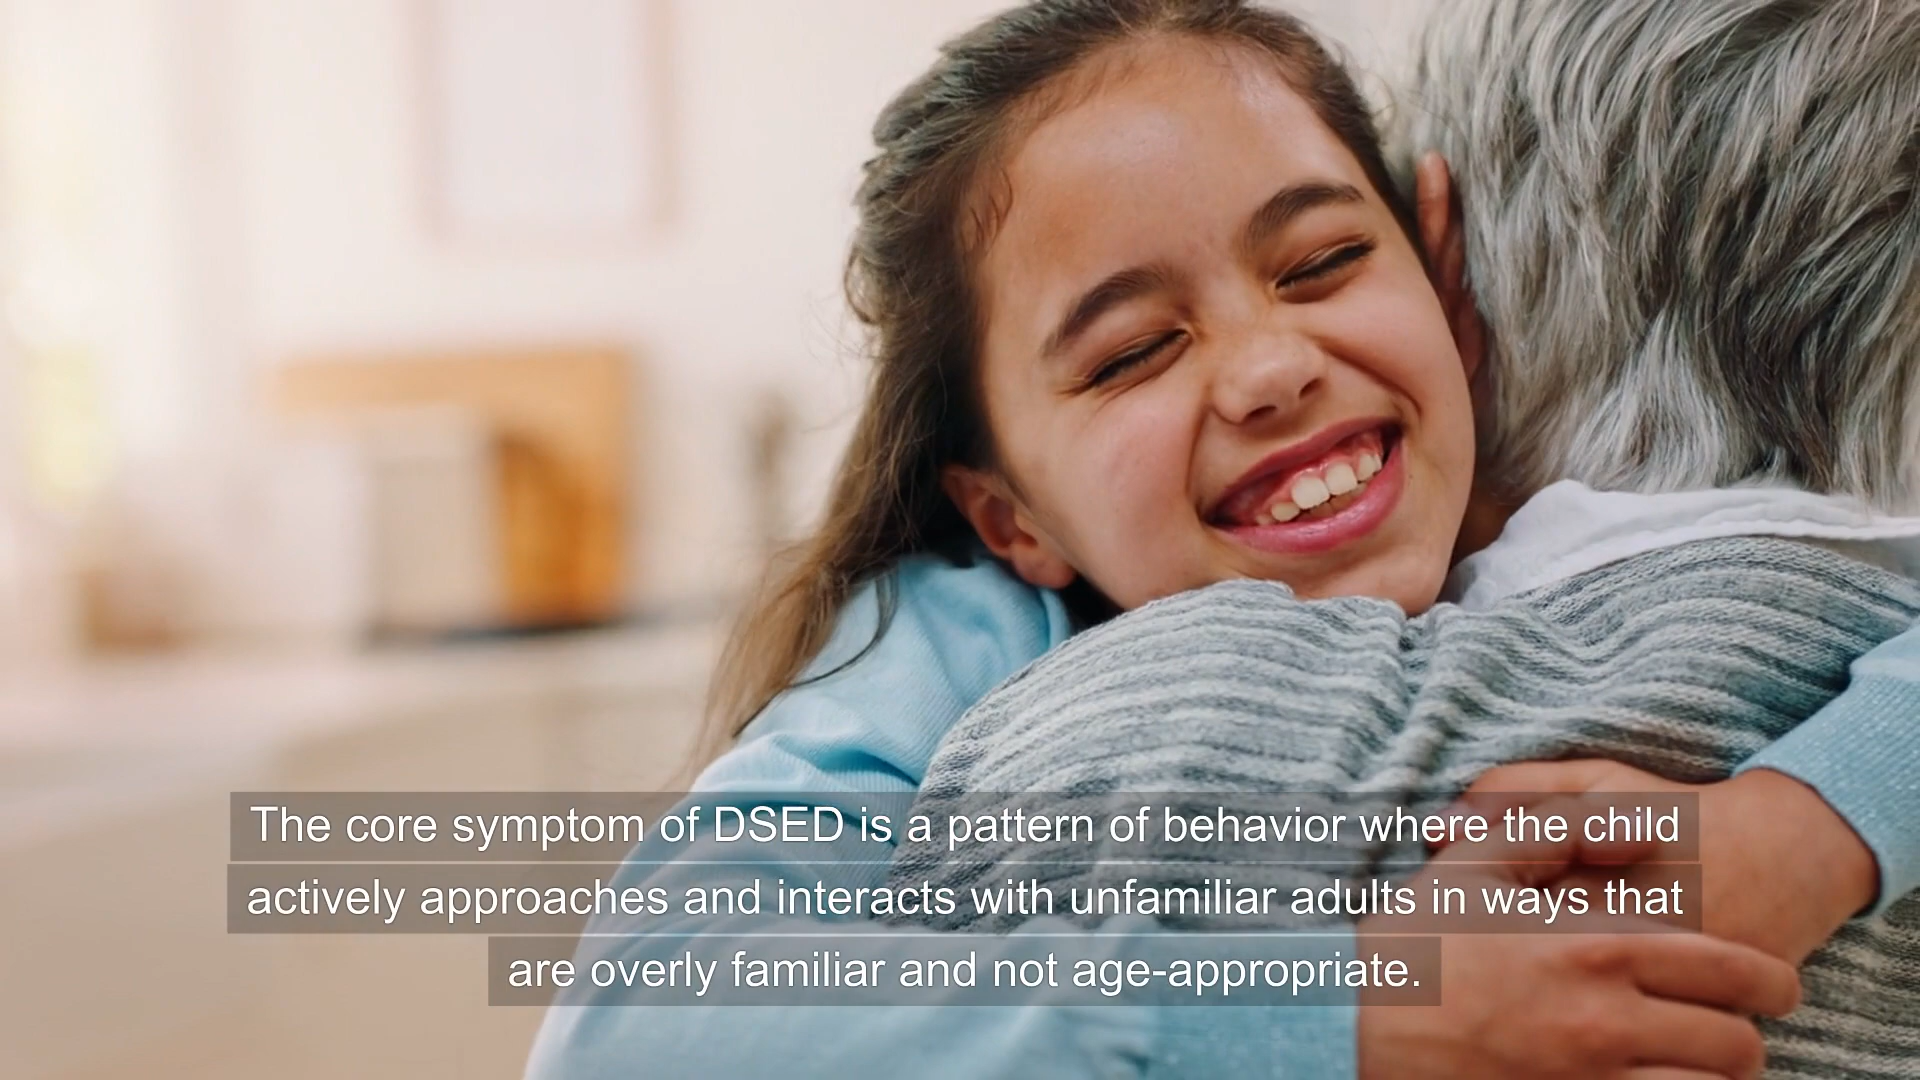 The core symptom of DSED is a pattern of behavior where the child
actively approaches and interacts with unfamiliar adults in ways that
are overly familiar and not age-appropriate.